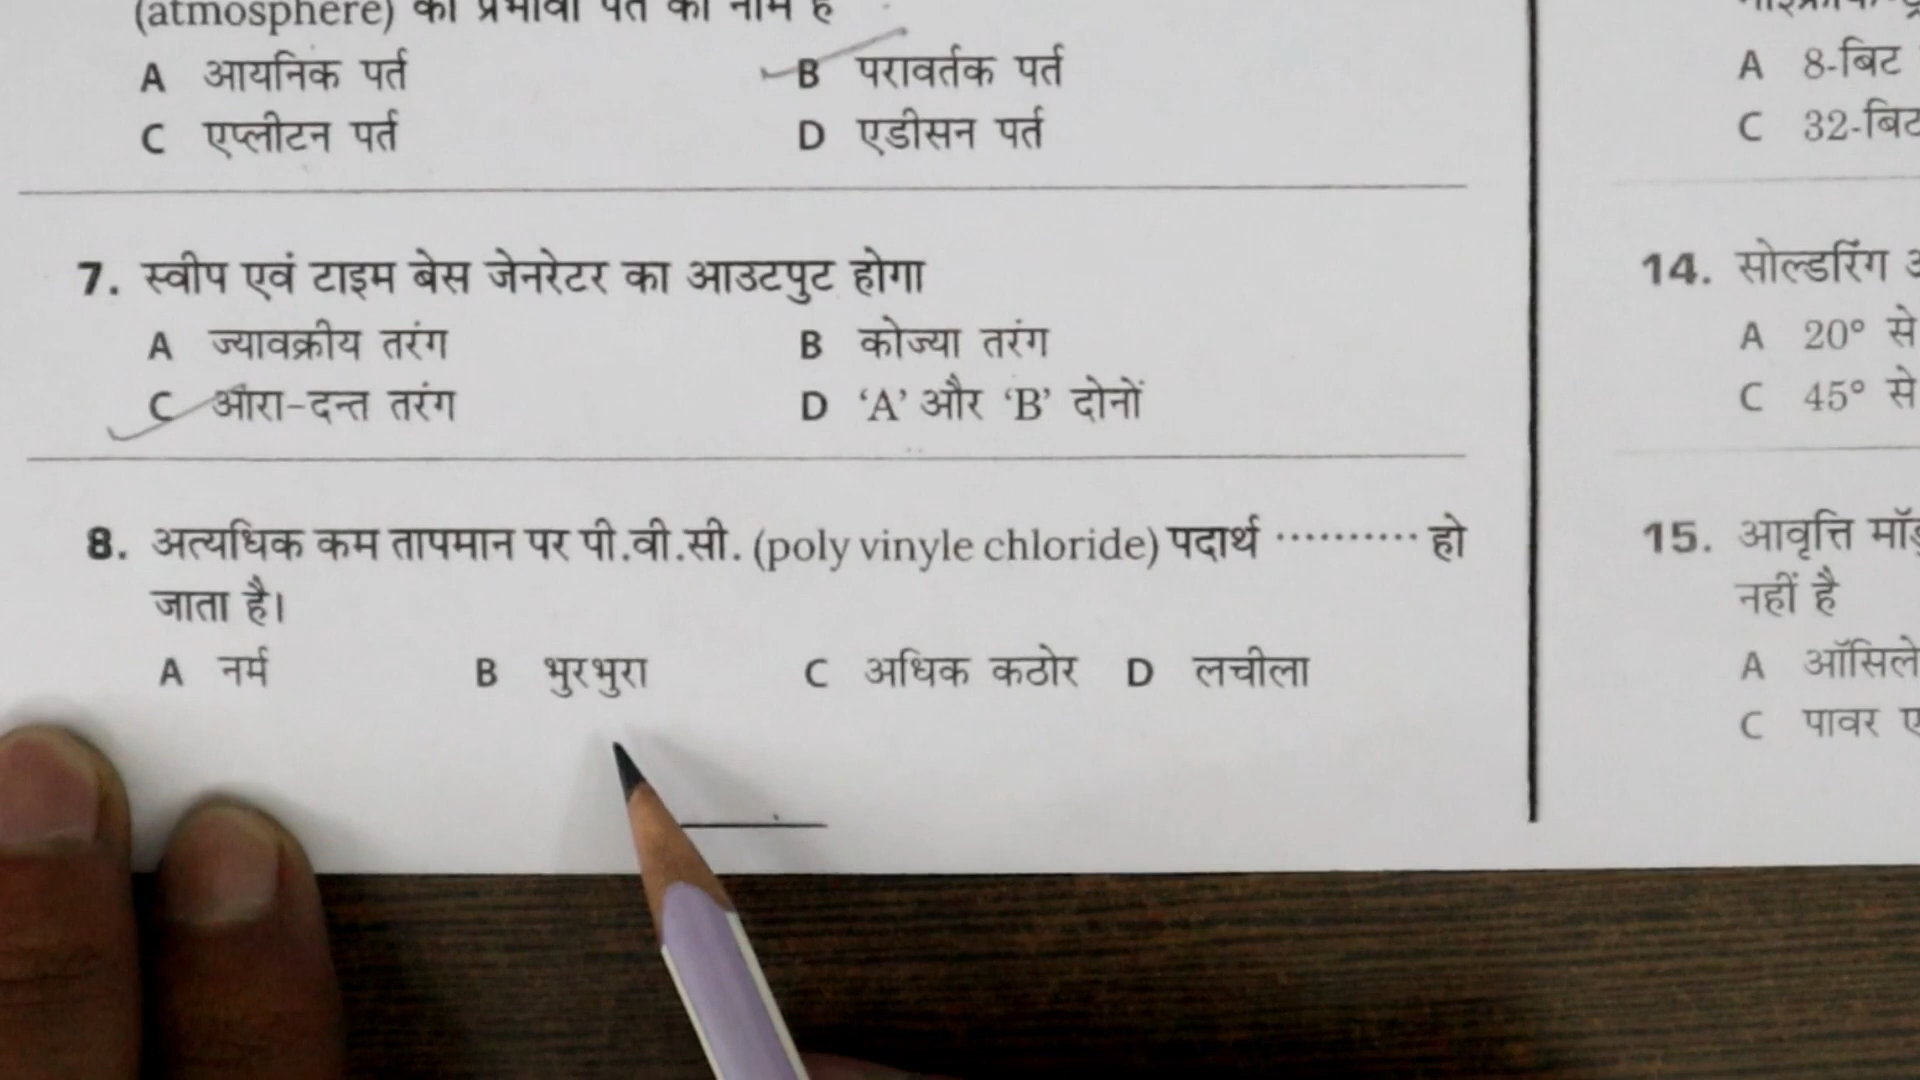 (atmosphere) की प्रभावी पर्त का नाम है
A आयनिक पर्त
B परावर्तक पर्त
C एप्लीटन पर्त
D एडीसन पर्त
7. स्वीप एवं टाइम बेस जेनरेटर का आउटपुट होगा
A ज्यावक्रीय तरंग
B कोज्या तरंग
C आरा-दन्त तरंग
D ‘A’ और ‘B’ दोनों
8. अत्यधिक कम तापमान पर पी.वी.सी. (poly vinyle chloride) पदार्थ ·········· हो
जाता है।
A नर्म
B भुरभुरा
C अधिक कठोर
D लचीला
A 8-बिट
C 32-बिट
14. सोल्डरिंग
A 20° से
C 45° से
15. आवृत्ति
नहीं है
A
C पावर